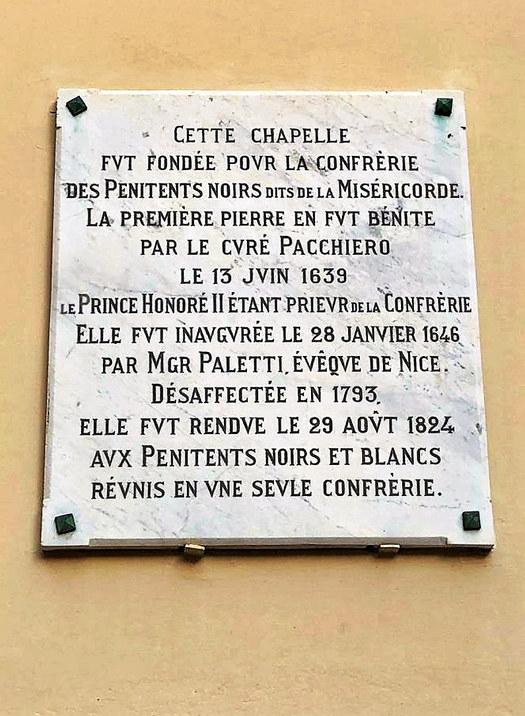 CETTE CHAPELLE
FVT FONDÉE POVR LA CONFRÈRIE
DES PENITENTS NOIRS DITS DE LA MISÉRICORDE.
LA PREMIÈRE PIERRE EN FVT BÉNITE
PAR LE CVRÉ PACCHIERO
LE 13 JVIN 1639
LE PRINCE HONORÉ II ÉTANT PRIEVR DE LA CONFRÈRIE
ELLE FVT INAVGVRÉE LE 28 JANVIER 1646
PAR MGR PALETTI, ÉVÊQVE DE NICE.
DÉSAFFECTÉE EN 1793,
ELLE FVT RENDVE LE 29 AOÛT 1824
AVX PENITENTS NOIRS ET BLANCS
RÉVNIS EN VNE SEVLE CONFRÈRIE.